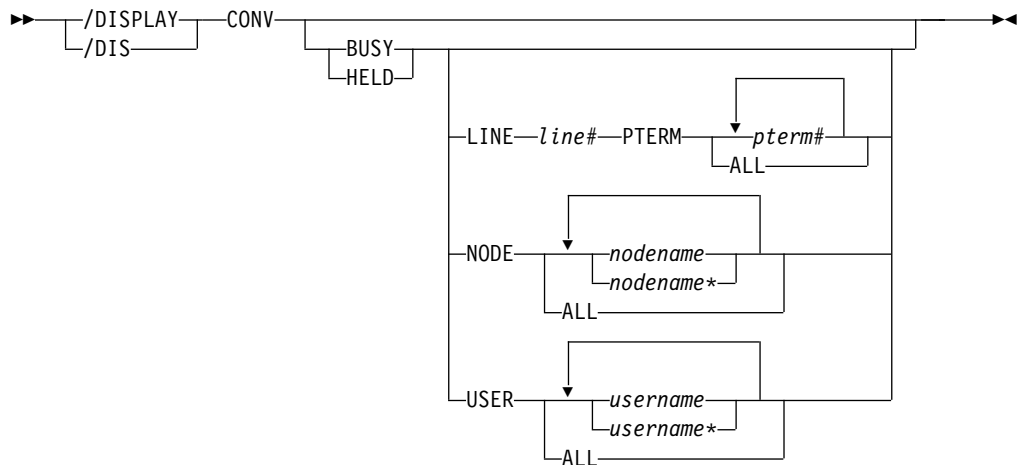 /DISPLAY CONV
/DIS
BUSY
HELD
LINE line# PTERM pterm#
ALL
NODE nodename
nodename*
ALL
USER username
username*
ALL